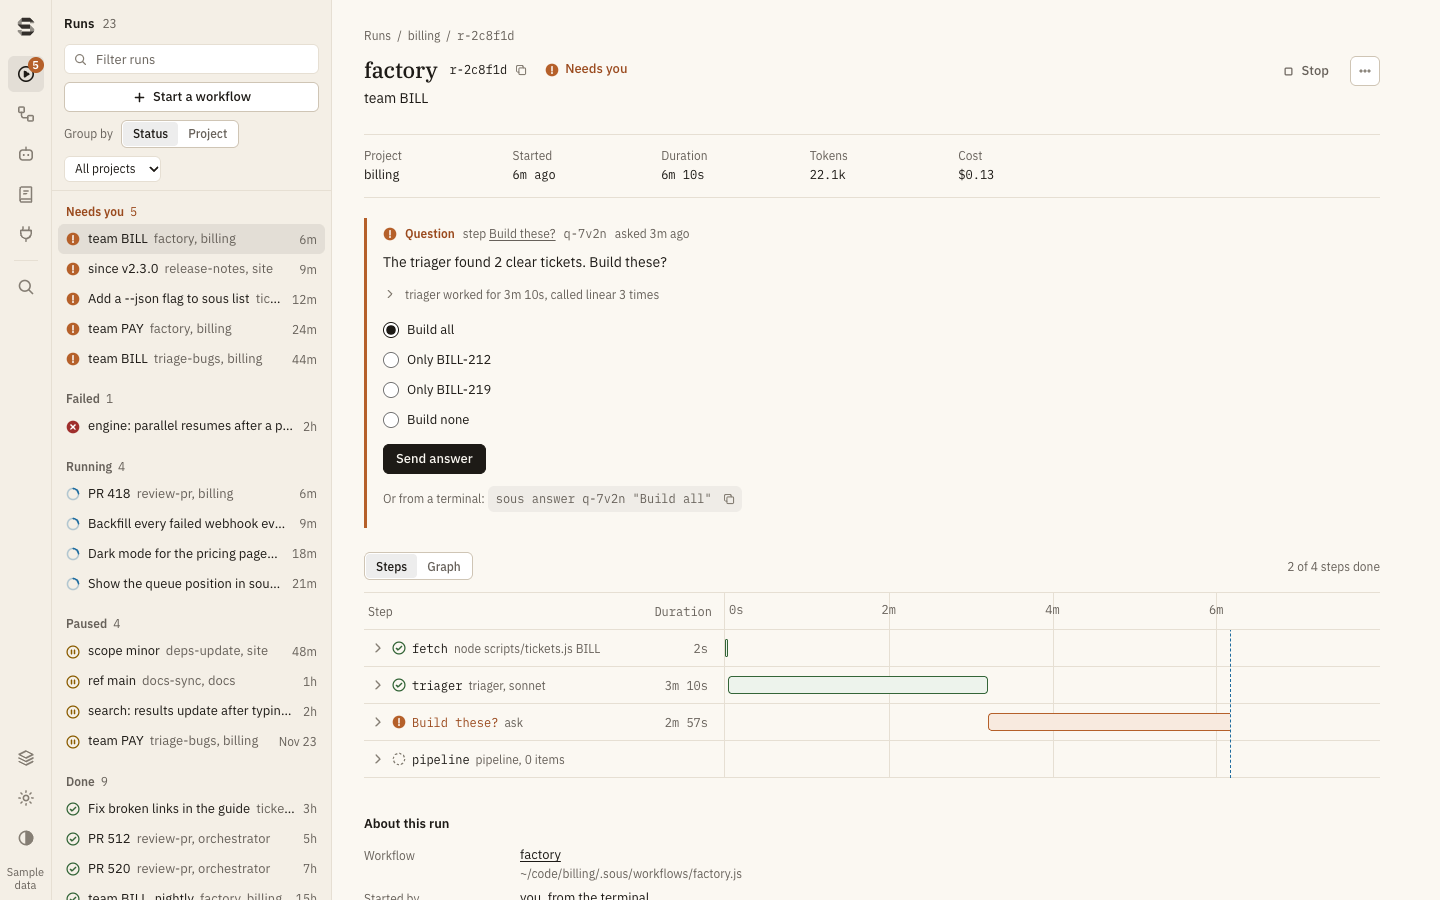 Runs 23
5
Filter runs
Start a workflow
Group by Status Project
All projects
Needs you 5
team BILL factory, billing 6m
since v2.3.0 release-notes, site 9m
Add a --json flag to sous list tic... 12m
team PAY factory, billing 24m
team BILL triage-bugs, billing 44m
Failed 1
engine: parallel resumes after a p... 2h
Running 4
PR 418 review-pr, billing 6m
Backfill every failed webhook ev... 9m
Dark mode for the pricing page... 18m
Show the queue position in sou... 21m
Paused 4
scope minor deps-update, site 48m
ref main docs-sync, docs 1h
search: results update after typin... 2h
team PAY triage-bugs, billing Nov 23
Done 9
Fix broken links in the guide ticke... 3h
PR 512 review-pr, orchestrator 5h
PR 520 review-pr, orchestrator 7h
team BILL, nightly factory, billing 15h
Sample
data
Runs / billing / r-2c8f1d
factory r-2c8f1d Needs you
Stop
team BILL
Project Started Duration Tokens Cost
billing 6m ago 6m 10s 22.1k $0.13
Question step Build these? q-7v2n asked 3m ago
The triager found 2 clear tickets. Build these?
triager worked for 3m 10s, called linear 3 times
Build all
Only BILL-212
Only BILL-219
Build none
Send answer
Or from a terminal: sous answer q-7v2n "Build all"
Steps Graph 2 of 4 steps done
Step Duration 0s 2m 4m 6m
fetch node scripts/tickets.js BILL 2s
triager triager, sonnet 3m 10s
Build these? ask 2m 57s
pipeline pipeline, 0 items
About this run
Workflow factory
~/code/billing/.sous/workflows/factory.js
Started by you, from the terminal